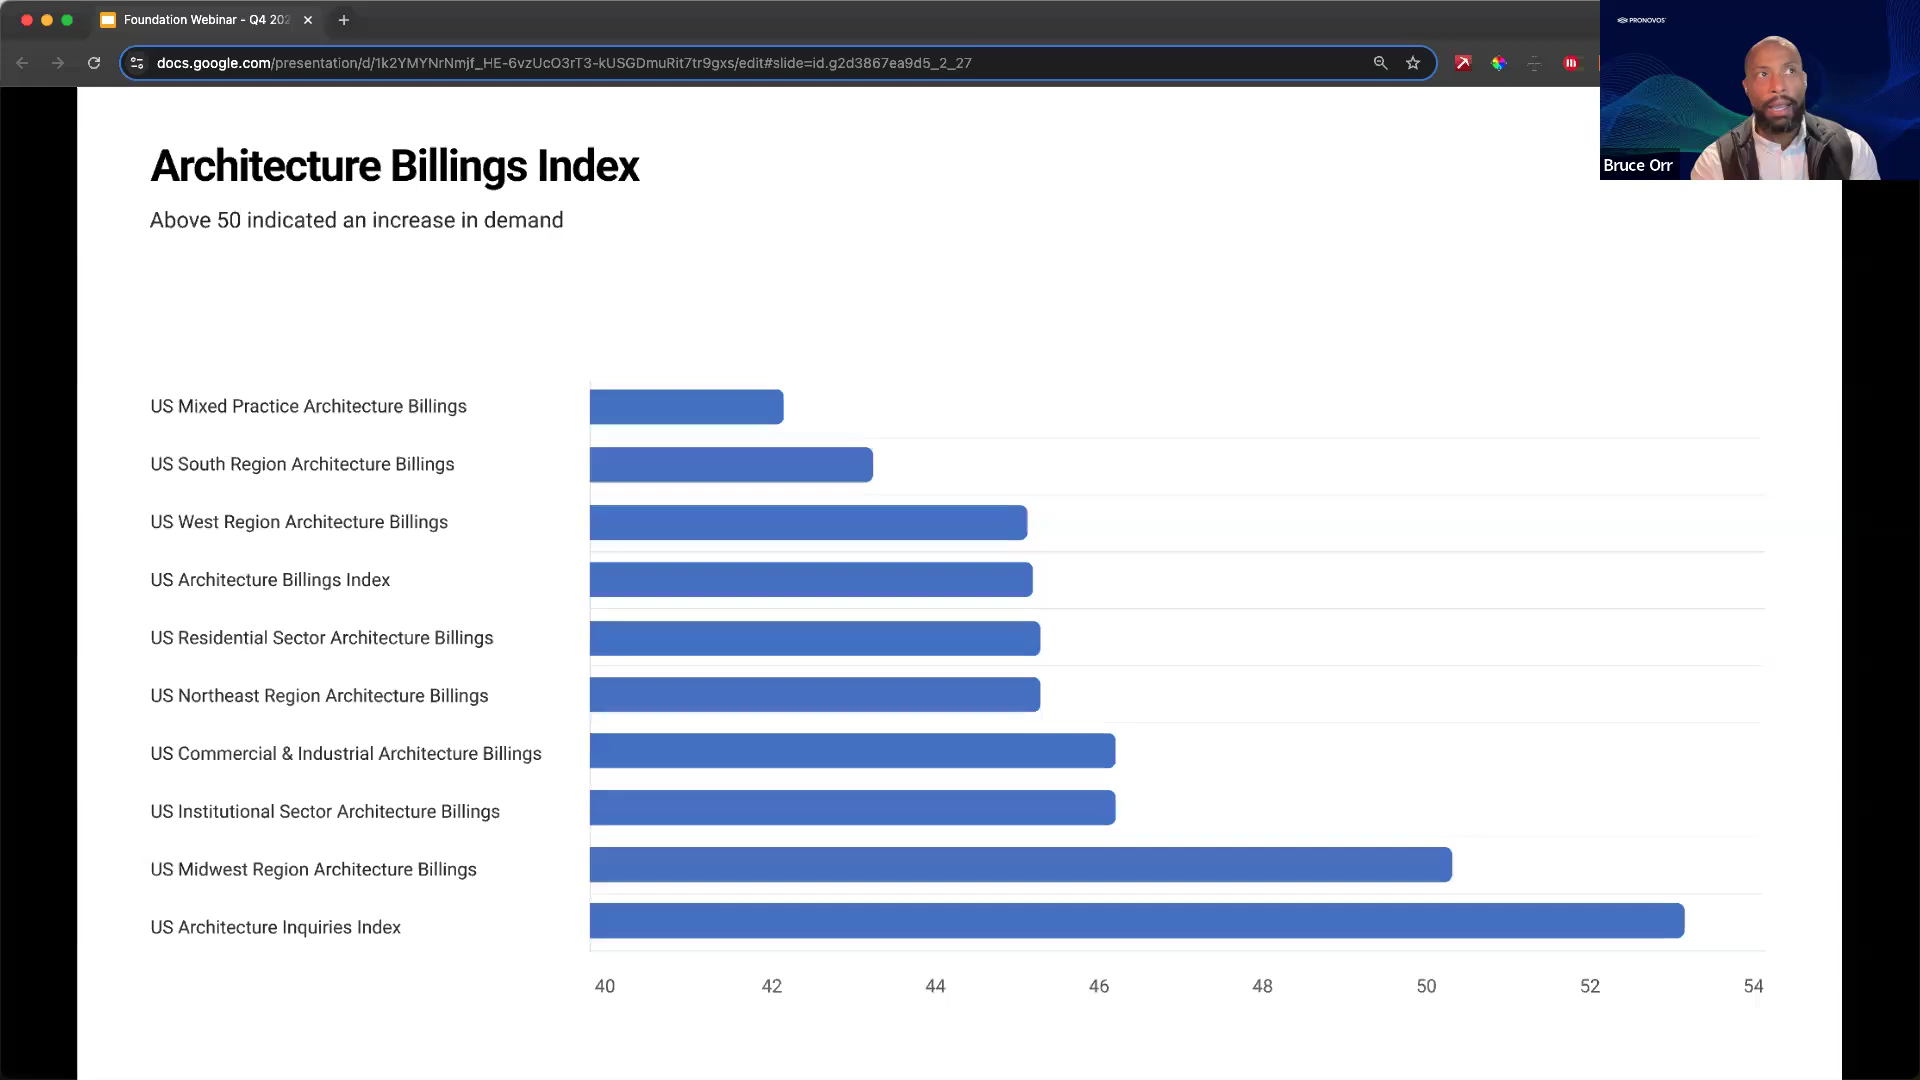 Foundation Webinar - Q4 202
docs.google.com/presentation/d/1k2YMYNrNmjf_HE-6vzUcO3rT3-kUSGDmuRit7tr9gxs/edit#slide=id.g2d3867ea9d5_2_27
PRONOVOS
Bruce Orr
Architecture Billings Index
Above 50 indicated an increase in demand
US Mixed Practice Architecture Billings
US South Region Architecture Billings
US West Region Architecture Billings
US Architecture Billings Index
US Residential Sector Architecture Billings
US Northeast Region Architecture Billings
US Commercial & Industrial Architecture Billings
US Institutional Sector Architecture Billings
US Midwest Region Architecture Billings
US Architecture Inquiries Index
40 42 44 46 48 50 52 54